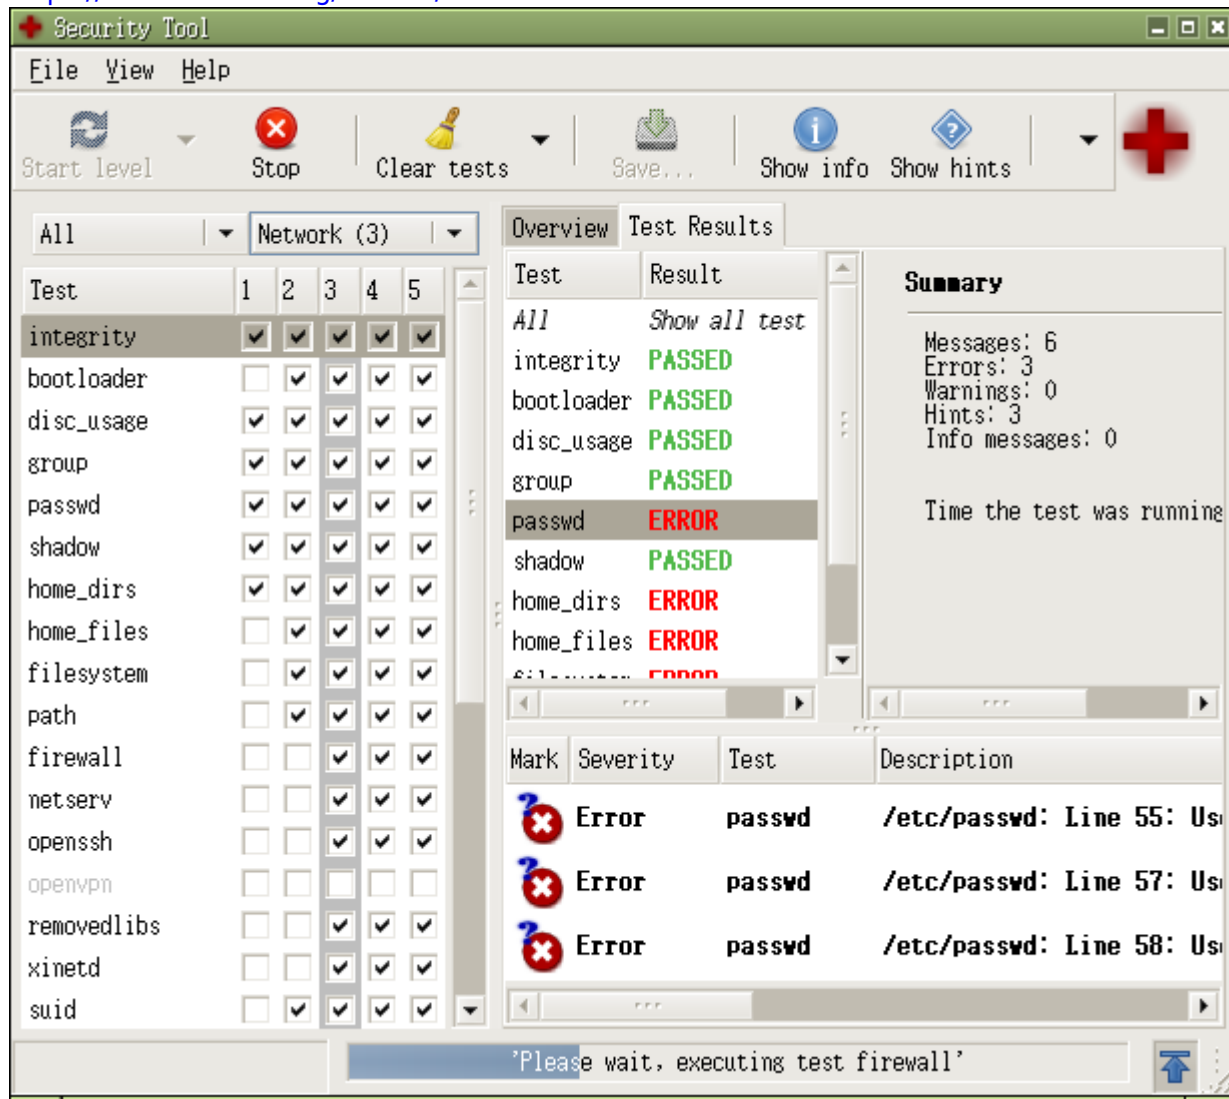 Security Tool
File View Help
Start level Stop Clear tests Save... Show info Show hints
All Network (3)
Test 1 2 3 4 5
integrity
bootloader
disc_usage
group
passwd
shadow
home_dirs
home_files
filesystem
path
firewall
netserv
openssh
openvpn
removedlibs
xinetd
suid
Overview Test Results
Test Result
All Show all test
integrity PASSED
bootloader PASSED
disc_usage PASSED
group PASSED
passwd ERROR
shadow PASSED
home_dirs ERROR
home_files ERROR
filesystem ERROR
Summary
Messages: 6
Errors: 3
Warnings: 0
Hints: 3
Info messages: 0
Time the test was running
Mark Severity Test Description
Error passwd /etc/passwd: Line 55: Us
Error passwd /etc/passwd: Line 57: Us
Error passwd /etc/passwd: Line 58: Us
'Please wait, executing test firewall'